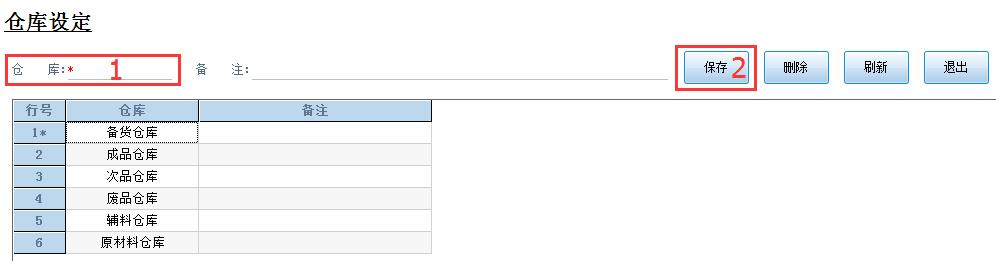 仓库设定
仓 库:* 1 备 注: 保存 2 删除 刷新 退出
行号 仓库 备注
1* 备货仓库
2 成品仓库
3 次品仓库
4 废品仓库
5 辅料仓库
6 原材料仓库